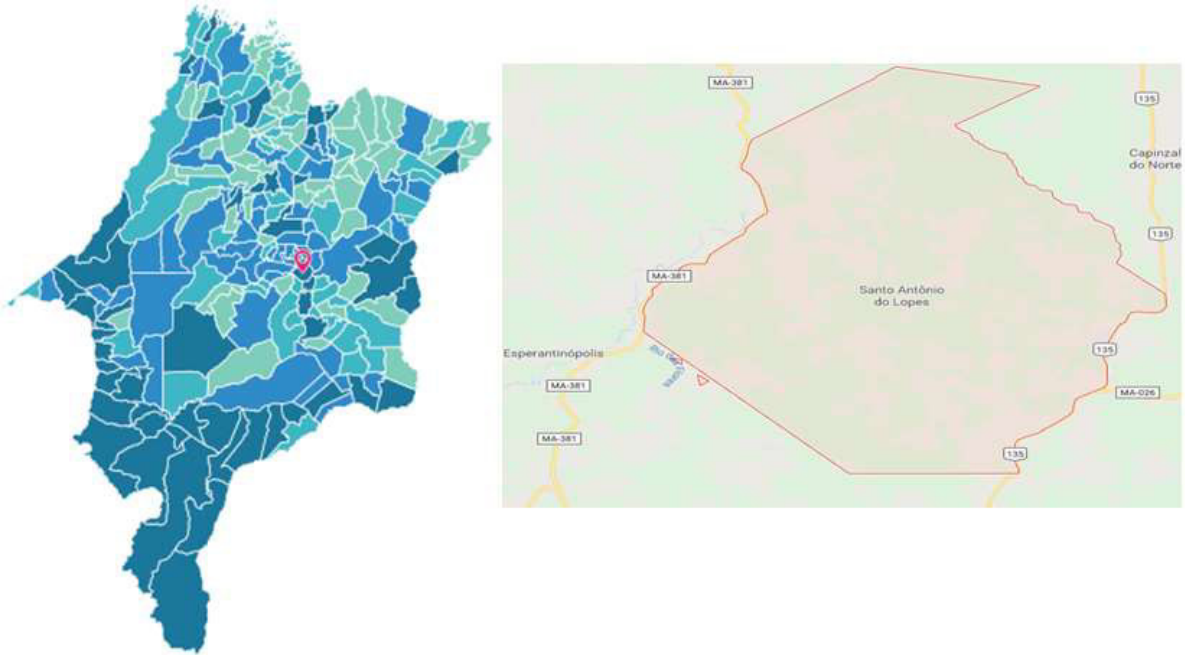 MA-381
135
Capinzal
do Norte
135
MA-381
Santo Antônio
do Lopes
Esperantinópolis
135
MA-381
MA-026
MA-381
135